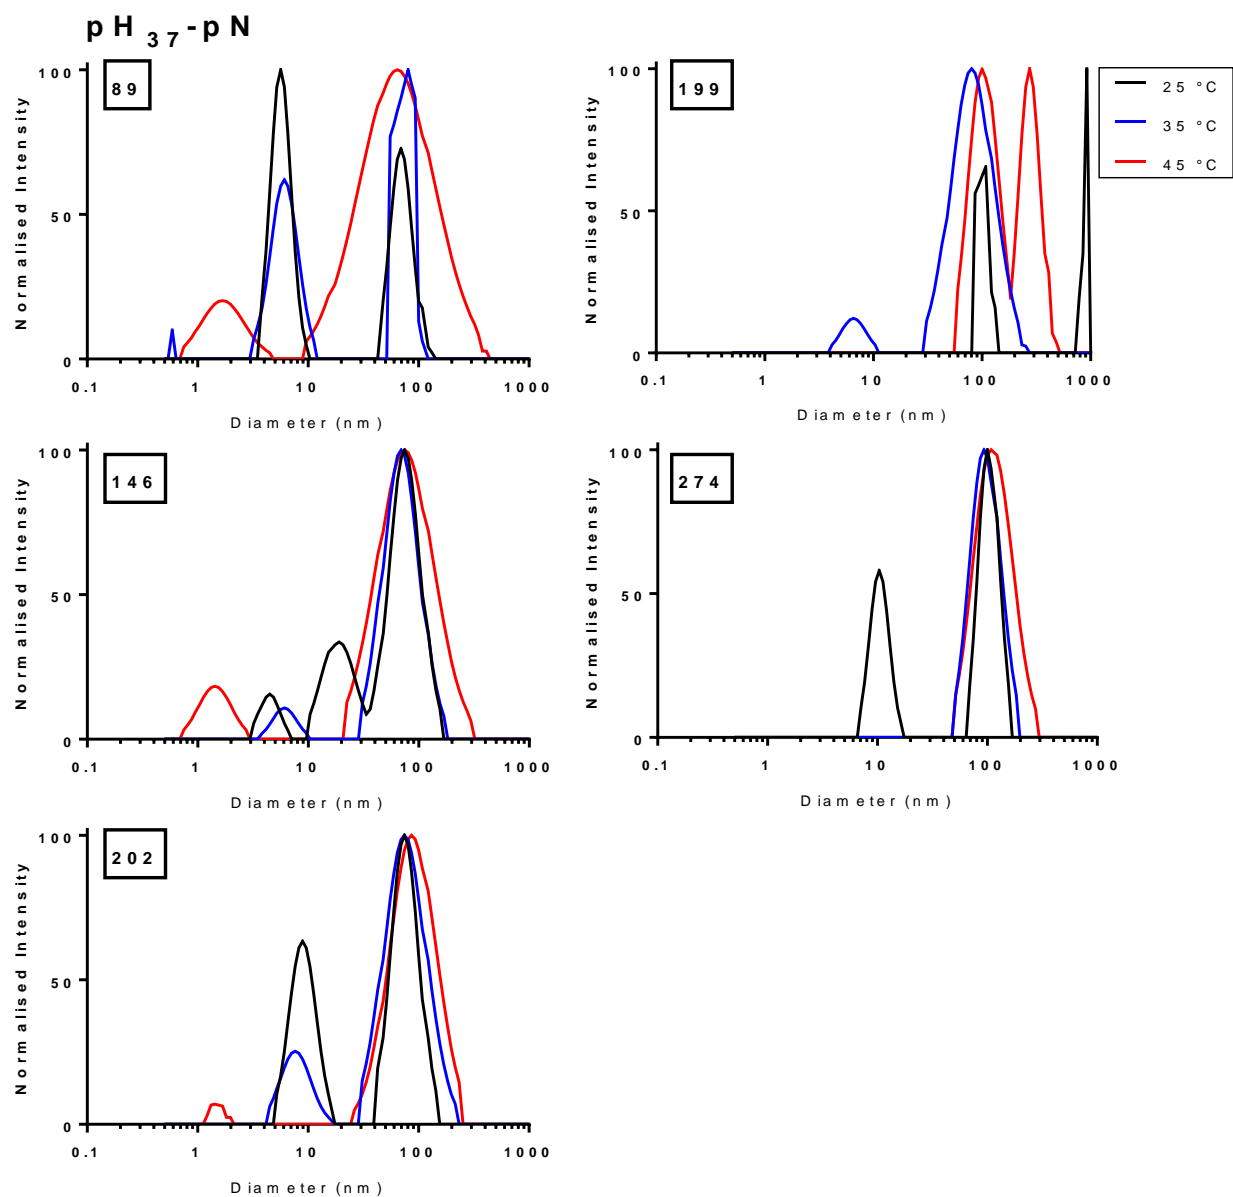 pH37-pN
89
Normalised Intensity
100
50
0
0.1 1 10 100 1000
Diameter (nm)
199
Normalised Intensity
100
50
0
0.1 1 10 100 1000
Diameter (nm)
25 °C
35 °C
45 °C
146
Normalised Intensity
100
50
0
0.1 1 10 100 1000
Diameter (nm)
274
Normalised Intensity
100
50
0
0.1 1 10 100 1000
Diameter (nm)
202
Normalised Intensity
100
50
0
0.1 1 10 100 1000
Diameter (nm)